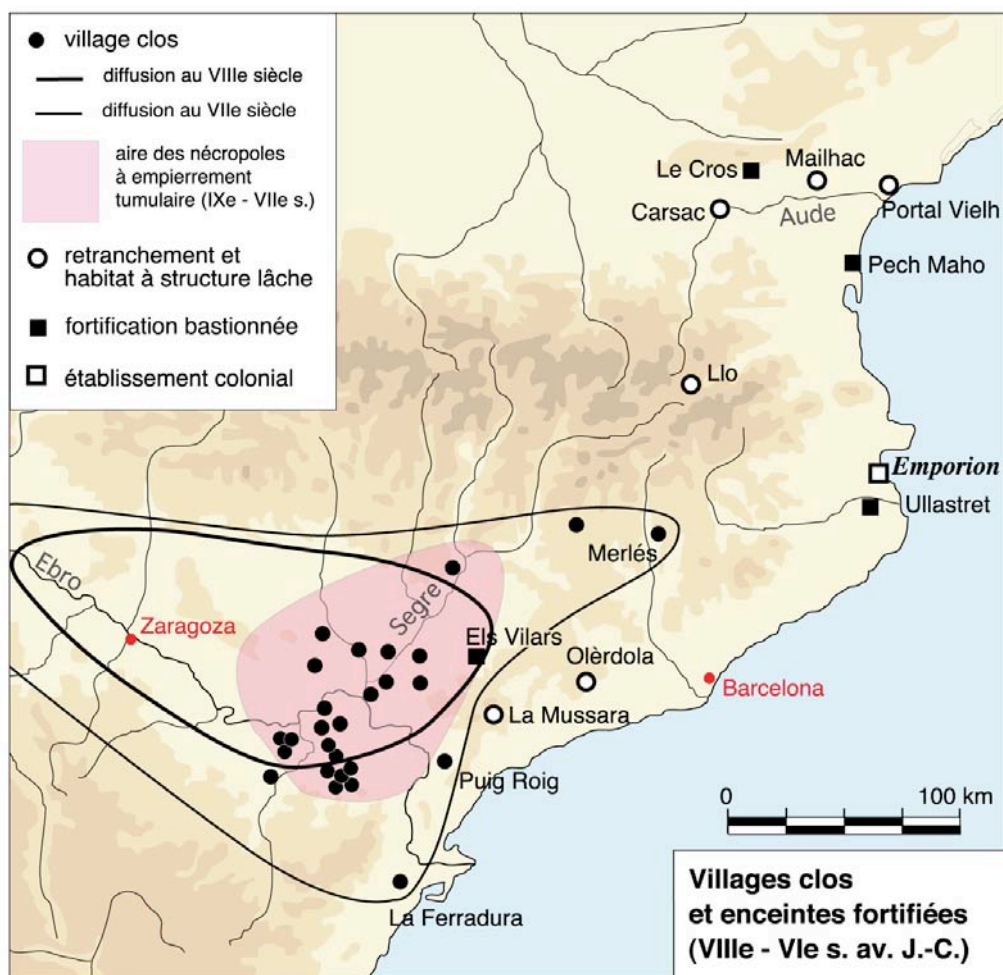 village clos
diffusion au VIIIe siècle
diffusion au VIIe siècle
aire des nécropoles
à empierrement
tumulaire (IXe - VIIe s.)
retranchement et
habitat à structure lâche
fortification bastionnée
établissement colonial
Mailhac
Le Cros
Carsac
Aude
Portal Vielh
Pech Maho
Llo
Emporion
Ullastret
Merlés
Ebro
Segre
Zaragoza
Els Vilars
Olèrdola
Barcelona
La Mussara
Puig Roig
0 100 km
La Ferradura
Villages clos
et enceintes fortifiées
(VIIIe - VIe s. av. J.-C.)